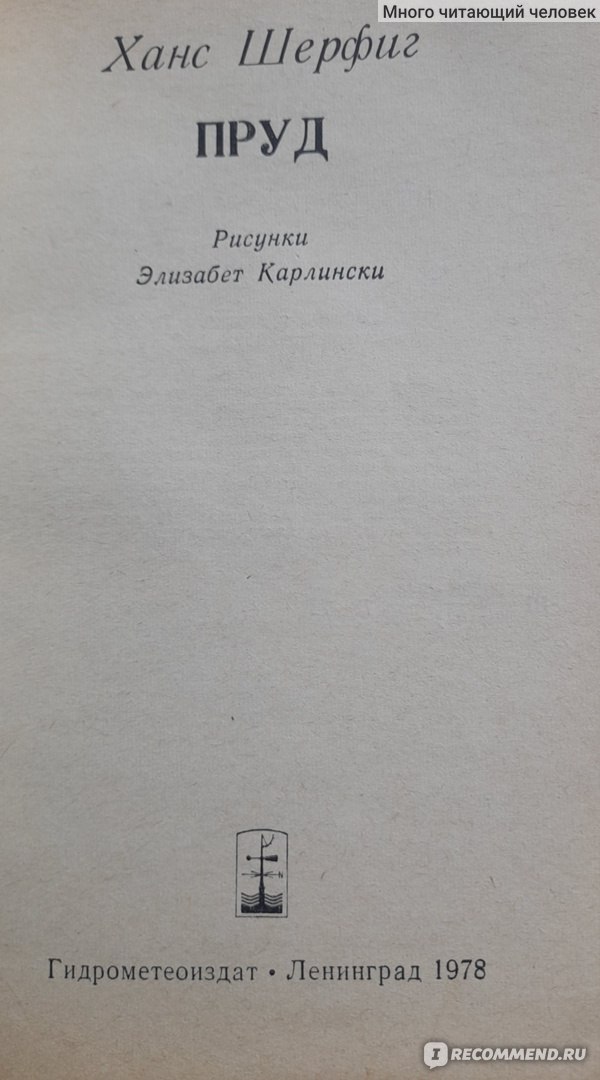 Много читающий человек
Ханс Шерфиг
ПРУД
Рисунки
Элизабет Карлински
N
Гидрометеоиздат • Ленинград 1978
I RECOMMEND.RU